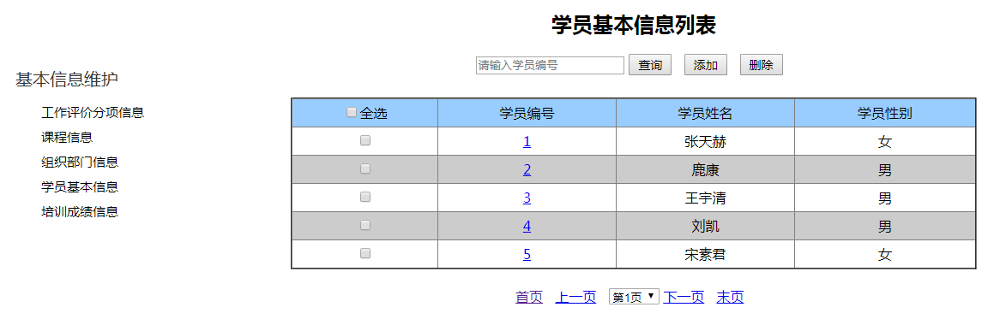 学员基本信息列表
请输入学员编号 查询 添加 删除
基本信息维护
工作评价分项信息
课程信息
组织部门信息
学员基本信息
培训成绩信息
全选 学员编号 学员姓名 学员性别
1 张天赫 女
2 鹿康 男
3 王宇清 男
4 刘凯 男
5 宋素君 女
首页 上一页 第1页 下一页 末页